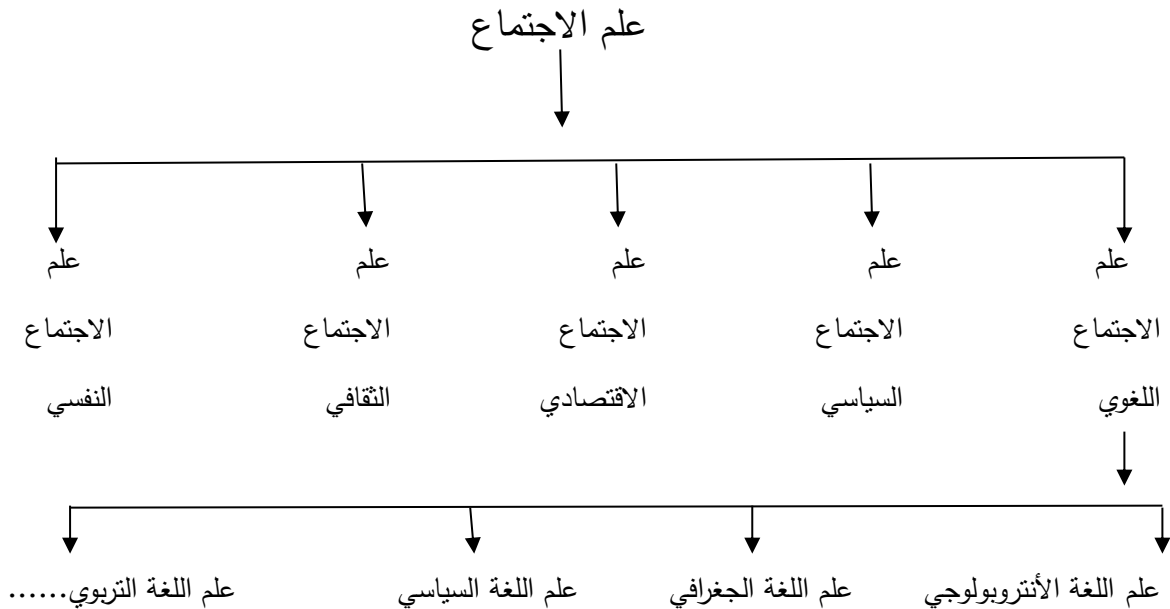 علم الاجتماع
علم علم علم علم علم
الاجتماع الاجتماع الاجتماع الاجتماع الاجتماع
اللغوي السياسي الاقتصادي الثقافي النفسي
علم اللغة الأنتروبولوجي علم اللغة الجغرافي علم اللغة السياسي علم اللغة التربوي......